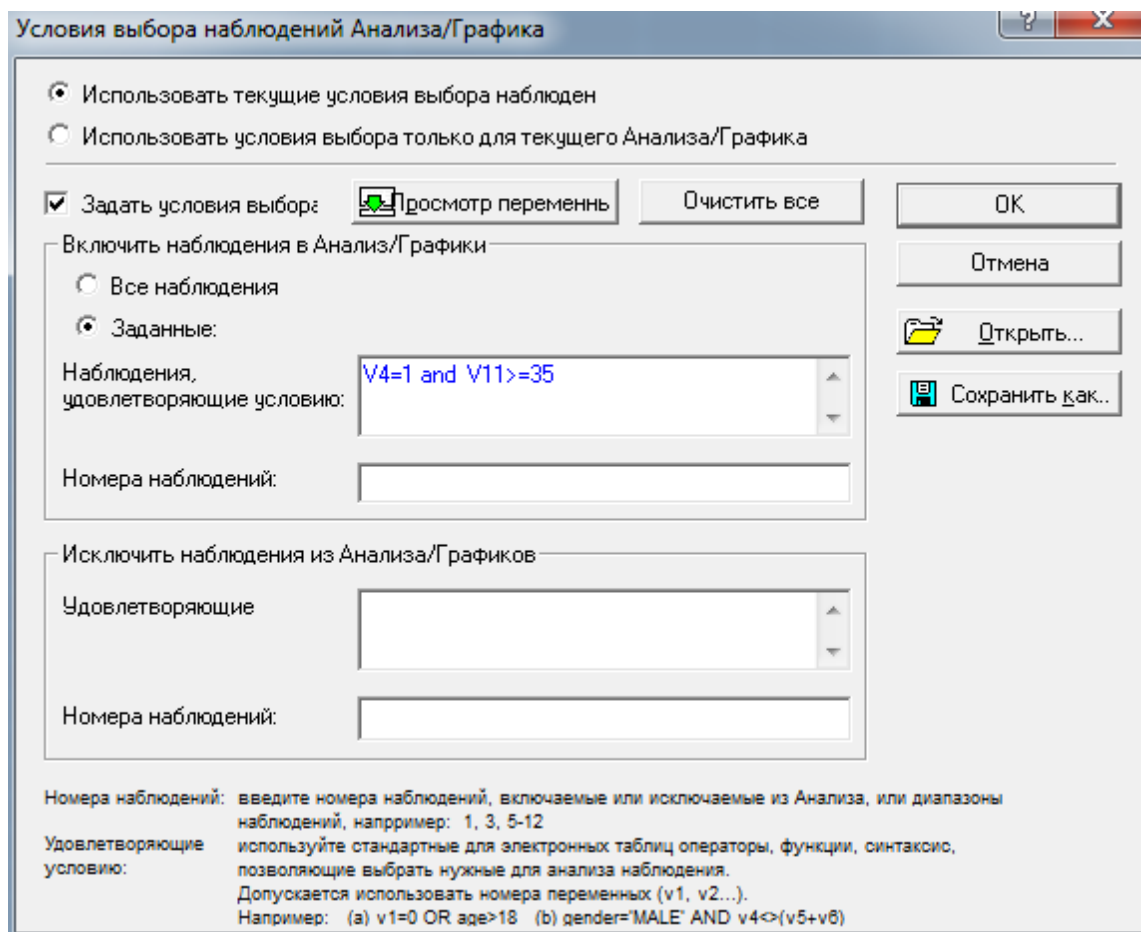 Условия выбора наблюдений Анализа/Графика
Использовать текущие условия выбора наблюден
Использовать условия выбора только для текущего Анализа/Графика
Задать условия выбора
Просмотр переменнь
Очистить все
OK
Включить наблюдения в Анализ/Графики
Отмена
Все наблюдения
Заданные:
Открыть...
Наблюдения,
удовлетворяющие условию:
V4=1 and V11>=35
Сохранить как..
Номера наблюдений:
Исключить наблюдения из Анализа/Графиков
Удовлетворяющие
Номера наблюдений:
Номера наблюдений: введите номера наблюдений, включаемые или исключаемые из Анализа, или диапазоны
наблюдений, напрример: 1, 3, 5-12
Удовлетворяющие используйте стандартные для электронных таблиц операторы, функции, синтаксис,
условию: позволяющие выбрать нужные для анализа наблюдения.
Допускается использовать номера переменных (v1, v2...).
Например: (a) v1=0 OR age>18 (b) gender='MALE' AND v4<>(v5+v6)